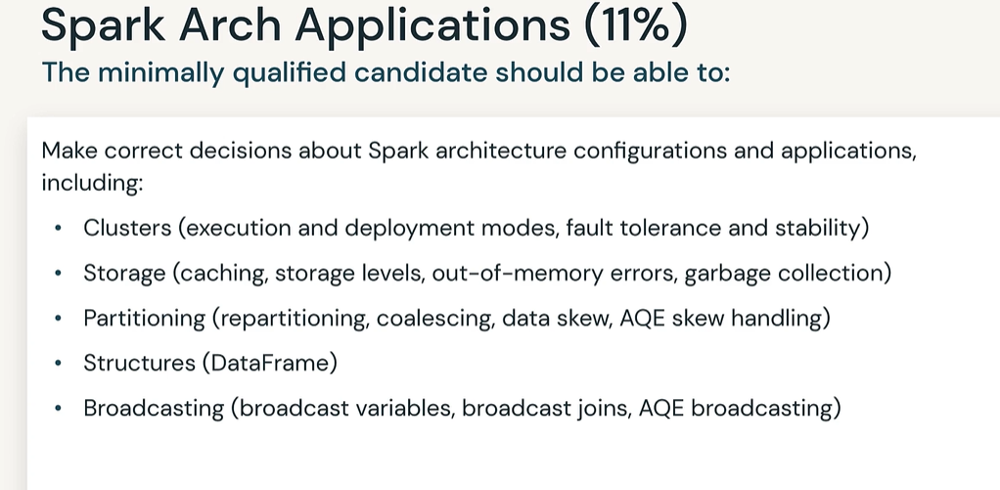 Spark Arch Applications (11%)
The minimally qualified candidate should be able to:
Make correct decisions about Spark architecture configurations and applications,
including:
• Clusters (execution and deployment modes, fault tolerance and stability)
• Storage (caching, storage levels, out-of-memory errors, garbage collection)
• Partitioning (repartitioning, coalescing, data skew, AQE skew handling)
• Structures (DataFrame)
• Broadcasting (broadcast variables, broadcast joins, AQE broadcasting)